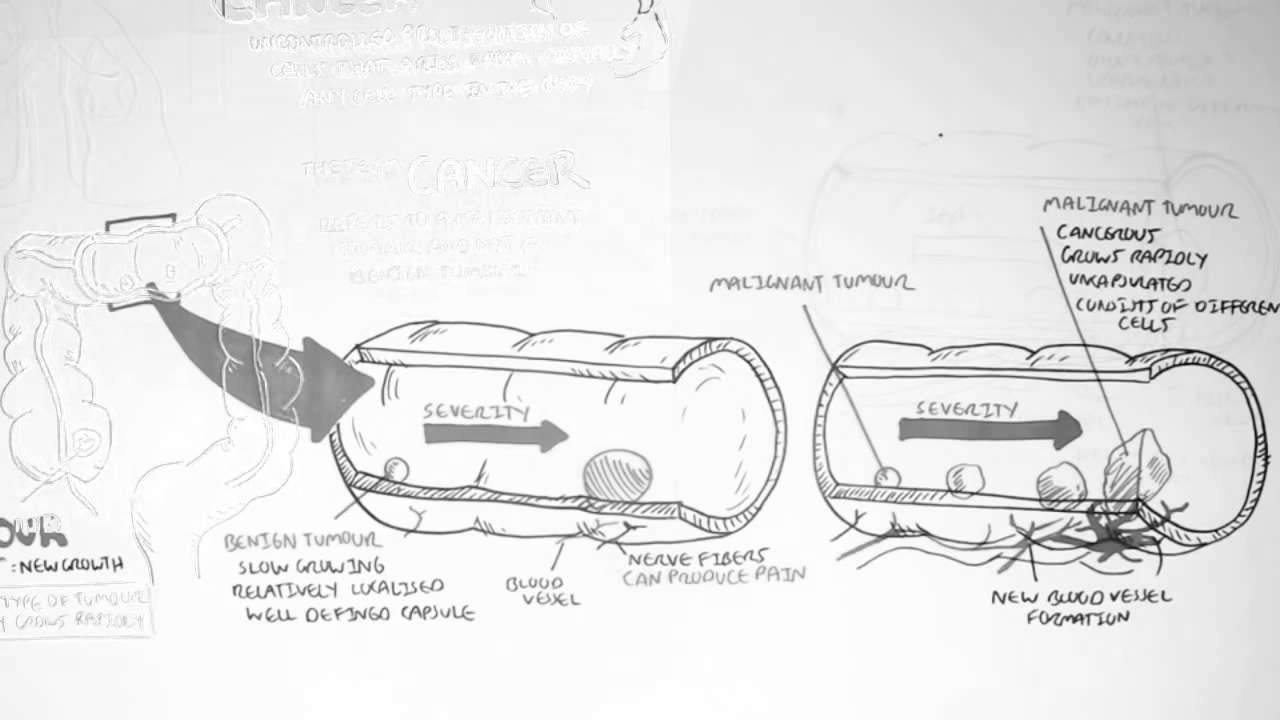 CANCER
UNCONTROLLED PROLIFERATION OF
CELLS THAT ARISE FROM VIRTUALLY
ANY CELL TYPE IN THE BODY
THE TERM CANCER
REFERS TO A MALIGNANT
TUMOUR AND NOT A
BENIGN TUMOUR
MALIGNANT TUMOUR
CANCEROUS
GROWS RAPIDLY
UNCAPSULATED
CONSISTS OF DIFFEREN
CELLS
MALIGNANT TUMOUR
SEVERITY
SEVERITY
OUR
: NEW GROWTH
TYPE OF TUMOUR
Y GROWS RAPIDLY
BENIGN TUMOUR
SLOW GROWING
RELATIVELY LOCALISED
WELL DEFINGO CAPSULE
BLOOD
VESSEL
NERVE FIBERS
CAN PRODUCE PAIN
NEW BLOOD VESSEL
FORMATION